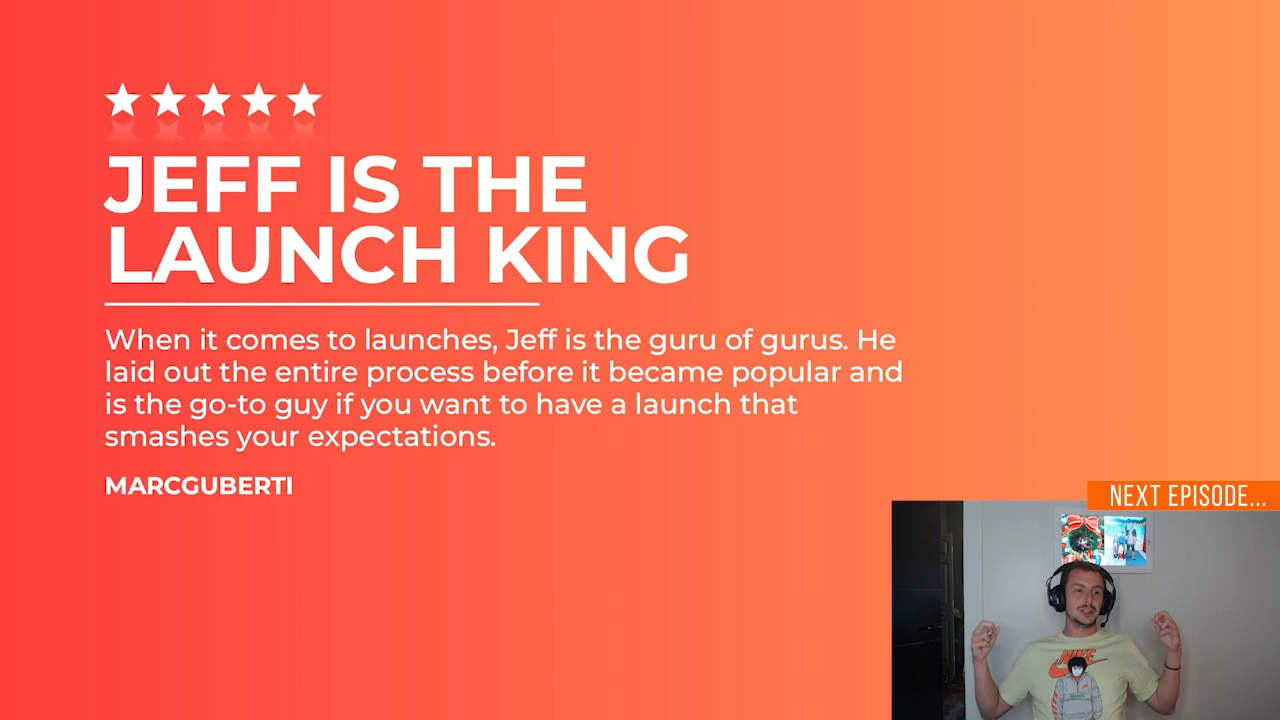 JEFF IS THE
LAUNCH KING
When it comes to launches, Jeff is the guru of gurus. He
laid out the entire process before it became popular and
is the go-to guy if you want to have a launch that
smashes your expectations.
MARCGUBERTI
NEXT EPISODE...
NIKE